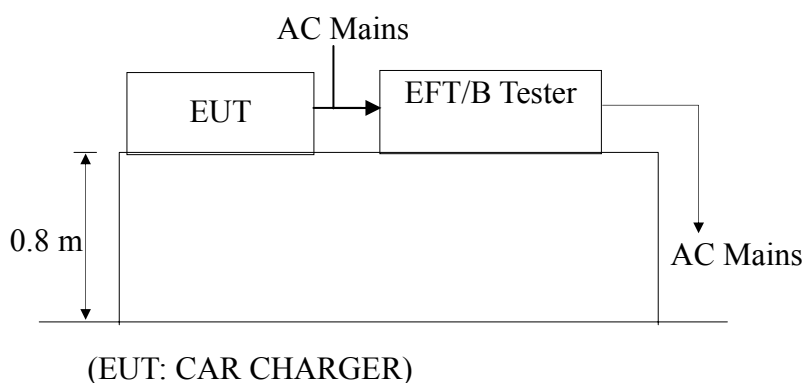 AC Mains
EUT
EFT/B Tester
0.8 m
AC Mains
(EUT: CAR CHARGER)